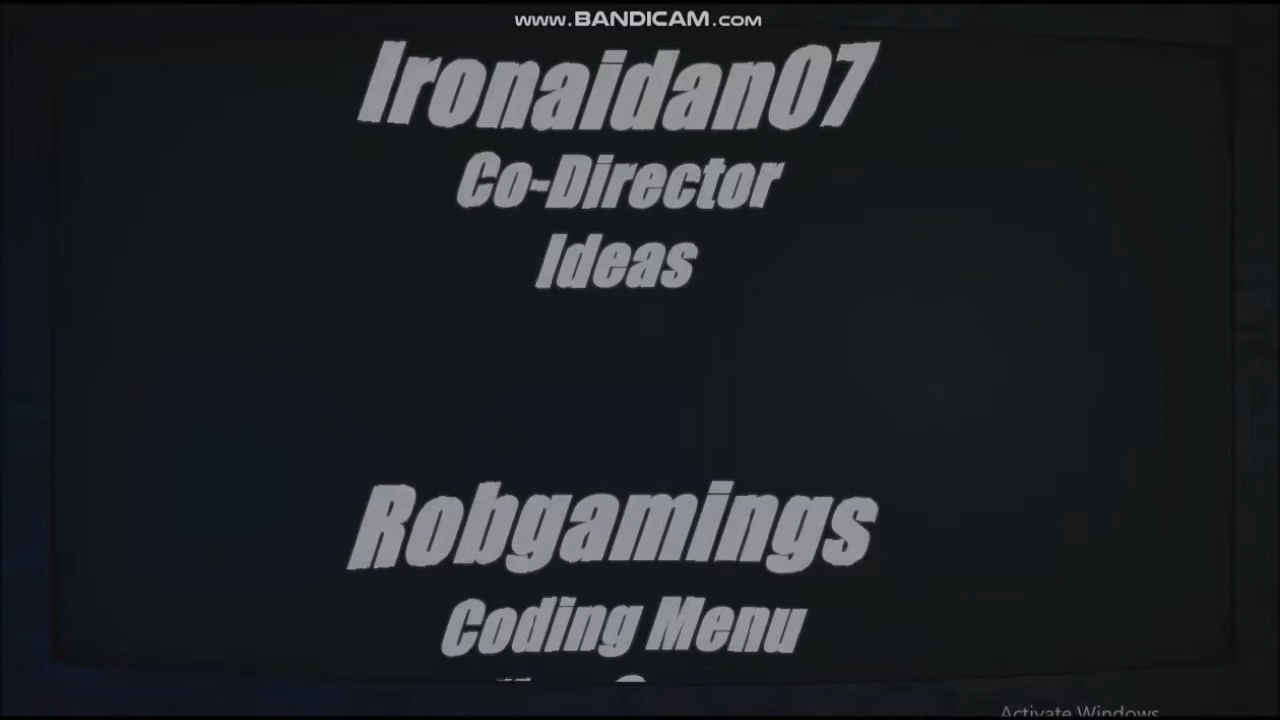 www.BANDICAM.com
Ironaidan07
Co-Director
Ideas
Robgamings
Coding Menu
Activate Windows